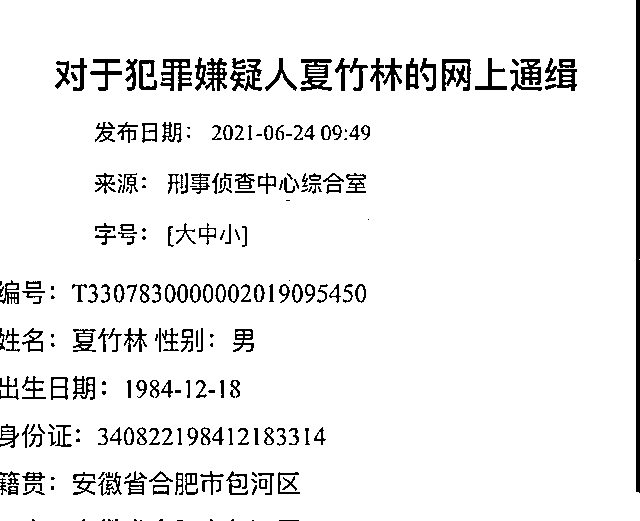 对于犯罪嫌疑人夏竹林的网上通缉
发布日期： 2021-06-24 09:49
来源： 刑事侦查中心综合室
字号： [大中小]
编号：T3307830000002019095450
姓名：夏竹林 性别：男
出生日期：1984-12-18
身份证：340822198412183314
籍贯：安徽省合肥市包河区